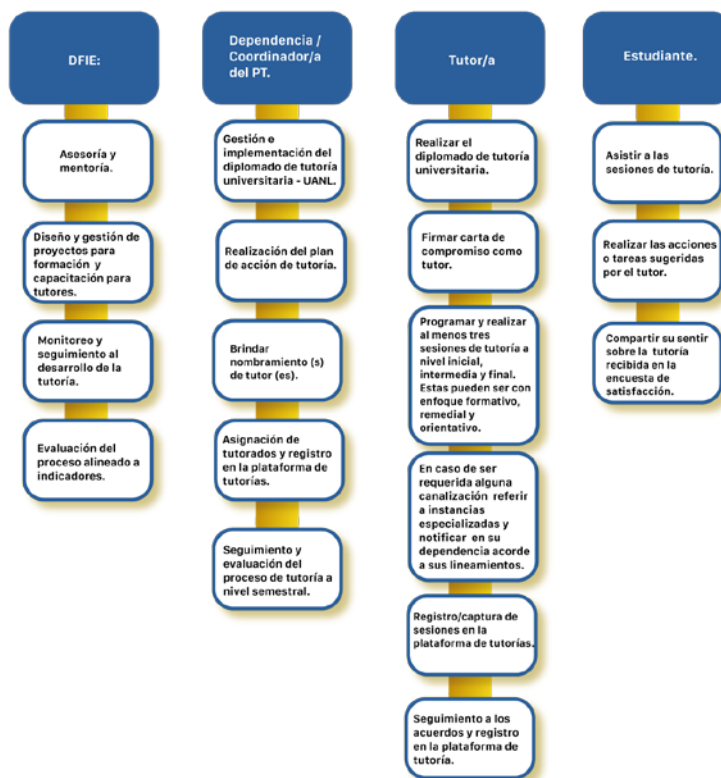 DFIE:
Asesoría y
mentoría.
Diseño y gestión de
proyectos para
formación y
capacitación para
tutores.
Monitoreo y
seguimiento al
desarrollo de la
tutoría.
Evaluación del
proceso alineado a
indicadores.
Dependencia /
Coordinador/a
del PT.
Gestión e
implementación del
diplomado de tutoría
universitaria - UANL.
Realización del plan
de acción de tutoría.
Brindar
nombramiento (s)
de tutor (es).
Asignación de
tutorados y registro
en la plataforma de
tutorías.
Seguimiento y
evaluación del
proceso de tutoría a
nivel semestral.
Tutor/a
Realizar el
diplomado de tutoría
universitaria.
Firmar carta de
compromiso como
tutor.
Programar y realizar
al menos tres
sesiones de tutoría a
nivel inicial,
intermedia y final.
Estas pueden ser con
enfoque formativo,
remedial y
orientativo.
En caso de ser
requerida alguna
canalización referir
a instancias
especializadas y
notificar en su
dependencia acorde
a sus lineamientos.
Registro/captura de
sesiones en la
plataforma de tutorías.
Seguimiento a los
acuerdos y registro
en la plataforma de
tutoría.
Estudiante.
Asistir a las
sesiones de tutoría.
Realizar las acciones
o tareas sugeridas
por el tutor.
Compartir su sentir
sobre la tutoría
recibida en la
encuesta de
satisfacción.